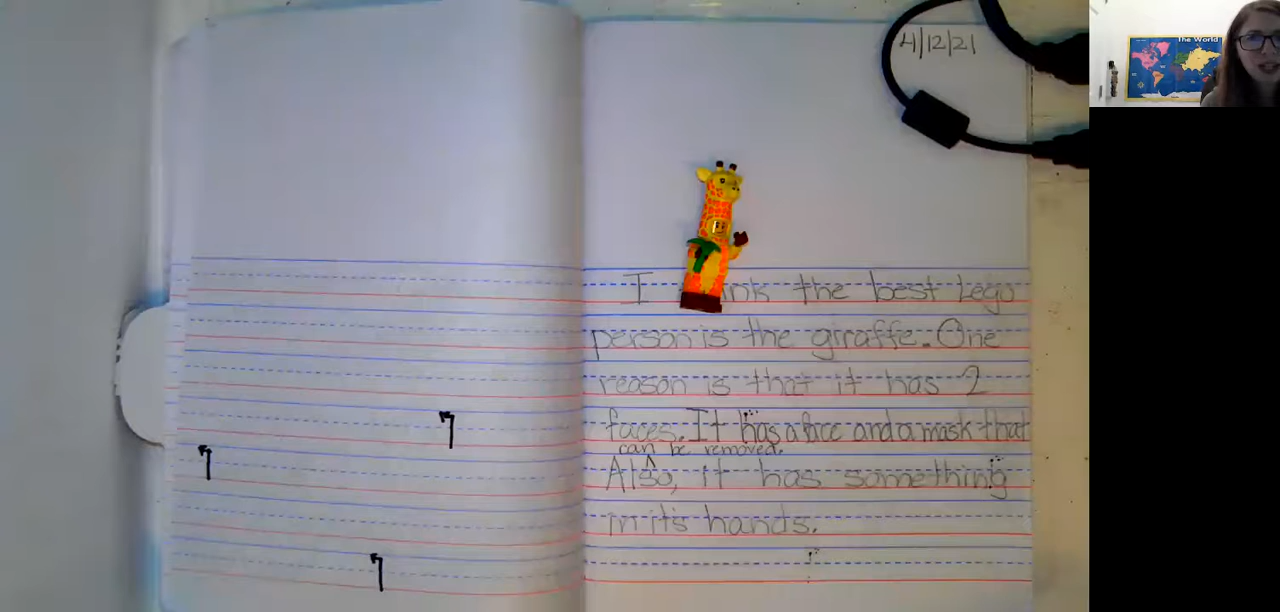 4/12/21
The World
I ink the best Lego
person is the giraffe. One
reason is that it has 2
faces. It has a face and a mask that
can be removed.
Also, it has something
in it's hands.